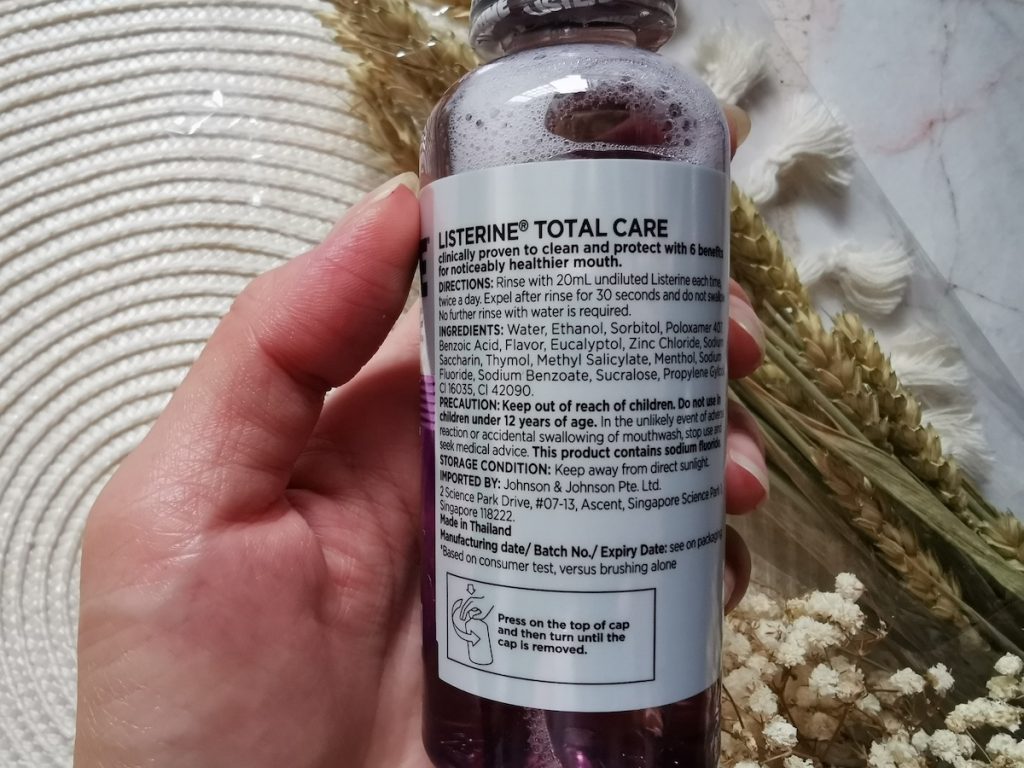 LISTERINE® TOTAL CARE
clinically proven to clean and protect with 6 benefits
for noticeably healthier mouth.
DIRECTIONS: Rinse with 20mL undiluted Listerine each time,
twice a day. Expel after rinse for 30 seconds and do not swallow
No further rinse with water is required.
INGREDIENTS: Water, Ethanol, Sorbitol, Poloxamer 407,
Benzoic Acid, Flavor, Eucalyptol, Zinc Chloride, Sodium
Saccharin, Thymol, Methyl Salicylate, Menthol, Sodium
Fluoride, Sodium Benzoate, Sucralose, Propylene Glycol,
CI 16035, CI 42090.
PRECAUTION: Keep out of reach of children. Do not use in
children under 12 years of age. In the unlikely event of adverse
reaction or accidental swallowing of mouthwash, stop use and
seek medical advice. This product contains sodium fluoride.
STORAGE CONDITION: Keep away from direct sunlight.
IMPORTED BY: Johnson & Johnson Pte. Ltd.
2 Science Park Drive, #07-13, Ascent, Singapore Science Park
Singapore 118222.
Made in Thailand
Manufacturing date/ Batch No./ Expiry Date: see on packaging
*Based on consumer test, versus brushing alone
Press on the top of cap
and then turn until the
cap is removed.